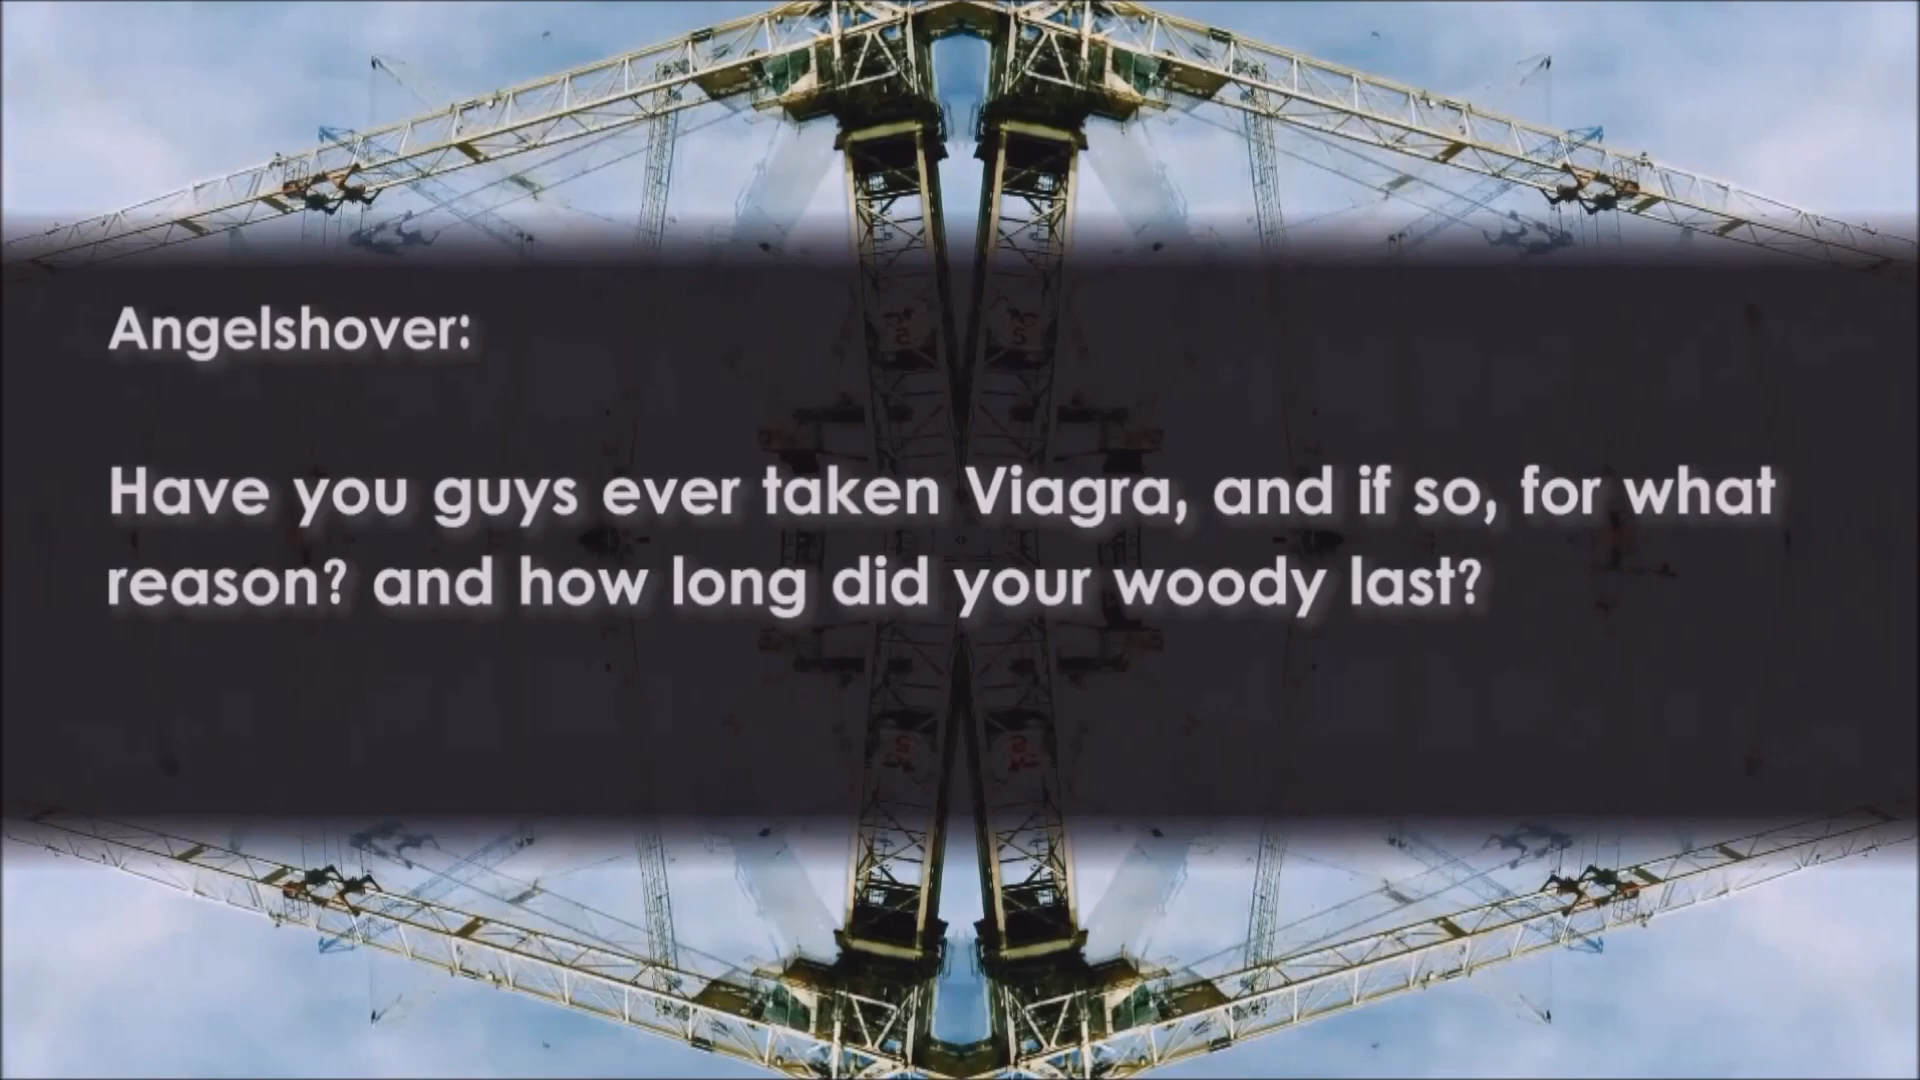 Angelshover:
Have you guys ever taken Viagra, and if so, for what
reason? and how long did your woody last?